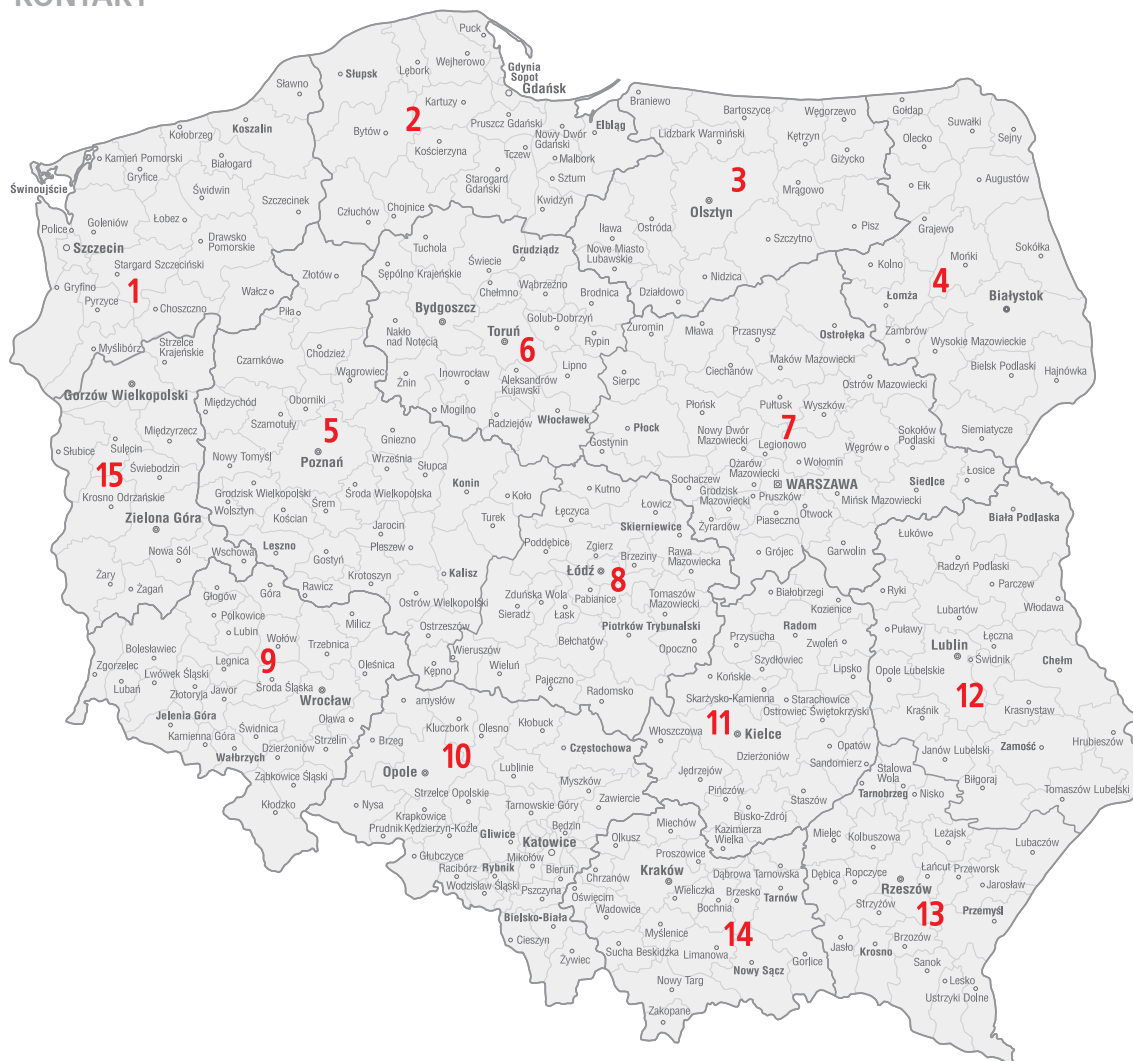 KONTAKT
Puck
Wejherowo
Lębork
Słupsk
Gdynia
Sopot
Gdańsk
Sławno
Kartuzy
2
Pruszcz Gdański
Bytów
Kościerzyna
Nowy Dwór
Gdański
Elbląg
Tczew
Malbork
Starogard
Gdański
Sztum
Kwidzyń
Człuchów
Chojnice
Koszalin
Kołobrzeg
Białogard
Kamień Pomorski
Gryfice
Świnoujście
Świdwin
Szczecinek
Goleniów
Łobez
Police
Szczecin
Drawsko
Pomorskie
Stargard Szczeciński
1
Gryfino
Pyrzyce
Choszczno
Wałcz
Myślibórz
Braniewo
Bartoszyce
Węgorzewo
Lidzbark Warmiński
Kętrzyn
Giżycko
3
Mrągowo
Olsztyn
Iława
Ostróda
Pisz
Szczytno
Nowe Miasto
Lubawskie
Nidzica
Działdowo
Gołdap
Suwałki
Olecko
Sejny
Ełk
Augustów
Grajewo
Sokółka
Kolno
Mońki
4
Łomża
Białystok
Zambrów
Wysokie Mazowieckie
Bielsk Podlaski
Hajnówka
Siemiatycze
Złotów
Piła
Czarnków
Chodzież
Wągrowiec
Międzychód
Oborniki
Szamotuły
5
Poznań
Gniezno
Września
Słupca
Nowy Tomyśl
Konin
Koło
Grodzisk Wielkopolski
Środa Wielkopolska
Wolsztyn
Śrem
Kościan
Turek
Jarocin
Leszno
Pleszew
Gostyń
Krotoszyn
Kalisz
Rawicz
Ostrów Wielkopolski
Ostrzeszów
Kępno
Tuchola
Grudziądz
Sępólno Krajeńskie
Świecie
Chełmno
Wąbrzeźno
Brodnica
Bydgoszcz
Golub-Dobrzyń
Toruń
6
Nakło
nad Notecią
Rypin
Żnin
Inowrocław
Aleksandrów
Kujawski
Lipno
Mogilno
Radziejów
Włocławek
Żuromin
Mława
Przasnysz
Ostrołęka
Maków Mazowiecki
Ciechanów
Sierpc
Ostrów Mazowiecki
Płońsk
Pułtusk
Wyszków
Płock
7
Gostynin
Nowy Dwór
Mazowiecki
Legionowo
Węgrów
Sokołów
Podlaski
Ożarów
Mazowiecki
Wołomin
Sochaczew
WARSZAWA
Siedlce
Łosice
Grodzisk
Mazowiecki
Pruszków
Mińsk Mazowiecki
Otwock
Piaseczno
Żyrardów
Grójec
Garwolin
Białobrzegi
Kozienice
Radom
Przysucha
Zwoleń
Szydłowiec
Lipsko
Strzelce
Krajeńskie
Gorzów Wielkopolski
Międzyrzecz
Słubice
Sulęcin
15
Świebodzin
Krosno Odrzańskie
Zielona Góra
Nowa Sól
Wschowa
Żary
Żagań
Kutno
Łęczyca
Łowicz
Skierniewice
Poddębice
Zgierz
Brzeziny
Rawa
Mazowiecka
Łódź
8
Zduńska Wola
Pabianice
Tomaszów
Mazowiecki
Sieradz
Łask
Piotrków Trybunalski
Bełchatów
Opoczno
Wieruszów
Wieluń
Pajęczno
Radomsko
Głogów
Góra
Polkowice
Milicz
Lubin
Wołów
Trzebnica
Bolesławiec
9
Zgorzelec
Legnica
Oleśnica
Lwówek Śląski
Lubań
Złotoryja
Jawor
Środa Śląska
Wrocław
Jelenia Góra
Świdnica
Oława
Kamienna Góra
Wałbrzych
Dzierżoniów
Strzelin
Ząbkowice Śląski
Kłodzko
amysłów
Kluczbork
Olesno
Kłobuck
Brzeg
10
Częstochowa
Opole
Lublinie
Myszków
Strzelce Opolskie
Nysa
Tarnowskie Góry
Zawiercie
Krapkowice
Prudnik
Kędzierzyn-Koźle
Gliwice
Będzin
Katowice
Głubczyce
Mikołów
Racibórz
Rybnik
Bieruń
Wodzisław Śląski
Pszczyna
Bielsko-Biała
Cieszyn
Żywiec
Końskie
Skarżysko-Kamienna
Starachowice
Ostrowiec Świętokrzyski
11
Włoszczowa
Kielce
Opatów
Dzierżoniów
Sandomierz
Jędrzejów
Pińczów
Staszów
Busko-Zdrój
Kazimierza
Wielka
Biała Podlaska
Łuków
Radzyń Podlaski
Parczew
Ryki
Włodawa
Lubartów
Puławy
Lublin
Łęczna
Świdnik
Chełm
Opole Lubelskie
12
Kraśnik
Krasnystaw
Janów Lubelski
Zamość
Hrubieszów
Biłgoraj
Tomaszów Lubelski
Stalowa
Wola
Tarnobrzeg
Nisko
Mielec
Kolbuszowa
Leżajsk
Lubaczów
Łańcut
Przeworsk
Dębica
Ropczyce
Rzeszów
Jarosław
Strzyżów
13
Przemyśl
Jasło
Krosno
Brzozów
Sanok
Lesko
Ustrzyki Dolne
Miechów
Olkusz
Proszowice
Chrzanów
Kraków
Dąbrowa Tarnowska
Oświęcim
Wieliczka
Brzesko
Tarnów
Wadowice
Bochnia
Myślenice
14
Sucha Beskidzka
Limanowa
Gorlice
Nowy Sącz
Nowy Targ
Zakopane